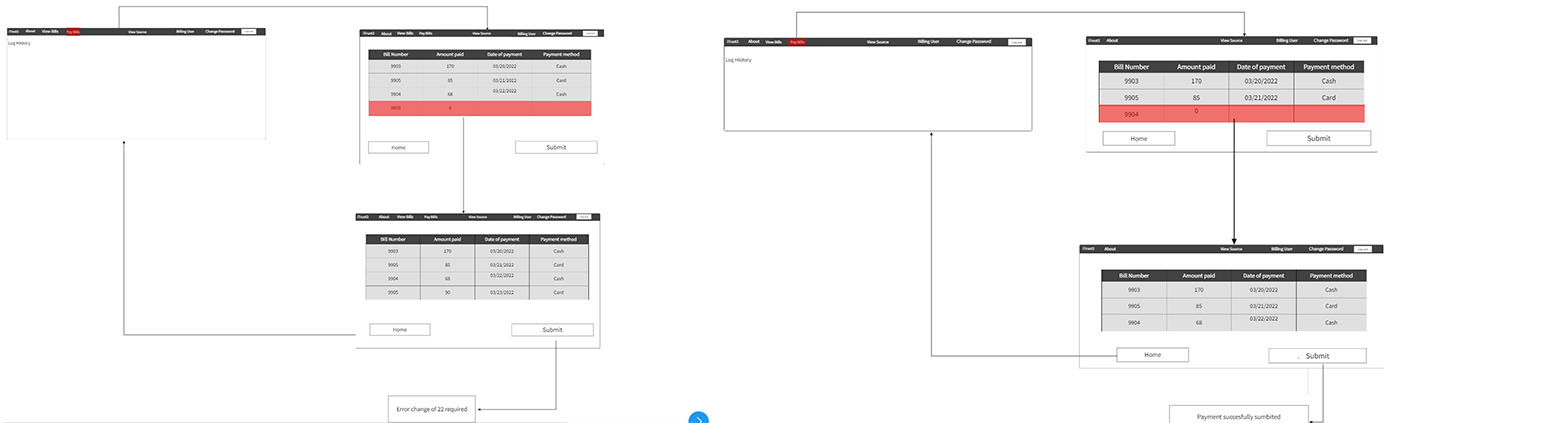 iTrust2 About View Bills Pay Bills View Source Billing User Change Password Log out
Log History
iTrust2 About View Bills Pay Bills View Source Billing User Change Password Log out
Bill Number Amount paid Date of payment Payment method
9903 170 03/20/2022 Cash
9905 85 03/21/2022 Card
9904 68 03/22/2022 Cash
0
Home Submit
iTrust2 About View Bills Pay Bills View Source Billing User Change Password Log out
Bill Number Amount paid Date of payment Payment method
9903 170 03/20/2022 Cash
9905 85 03/21/2022 Card
9904 68 03/22/2022 Cash
9905 90 03/23/2022 Card
Home Submit
Error change of 22 required
iTrust2 About View Bills Pay Bills View Source Billing User Change Password Log out
Log History
iTrust2 About View Source Billing User Change Password Log out
Bill Number Amount paid Date of payment Payment method
9903 170 03/20/2022 Cash
9905 85 03/21/2022 Card
9904 0
Home Submit
iTrust2 About View Source Billing User Change Password Log out
Bill Number Amount paid Date of payment Payment method
9903 170 03/20/2022 Cash
9905 85 03/21/2022 Card
9904 68 03/22/2022 Cash
Home . Submit
Payment succesfully sumbited